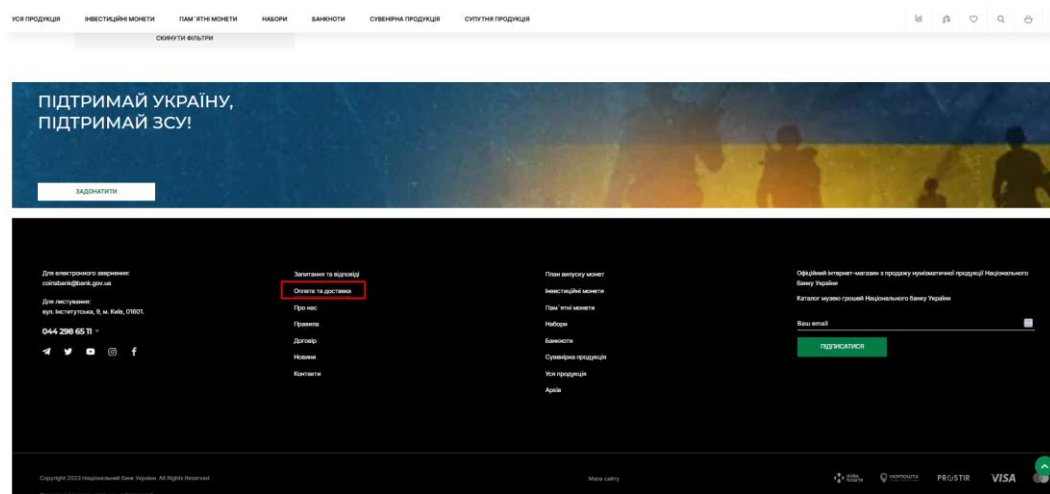 УСЯ ПРОДУКЦІЯ ІНВЕСТИЦІЙНІ МОНЕТИ ПАМ`ЯТНІ МОНЕТИ НАБОРИ БАНКНОТИ СУВЕНІРНА ПРОДУКЦІЯ СУПУТНЯ ПРОДУКЦІЯ
СКИНУТИ ФІЛЬТРИ
ПІДТРИМАЙ УКРАЇНУ,
ПІДТРИМАЙ ЗСУ!
ЗАДОНАТИТИ
Для електронного звернення:
coinsbank@bank.gov.ua
Для листування:
вул. Інститутська, 9, м. Київ, 01601.
044 298 65 11
Запитання та відповіді
Оплата та доставка
Про нас
Правила
Договір
Новини
Контакти
План випуску монет
Інвестиційні монети
Пам`ятні монети
Набори
Банкноти
Сувенірна продукція
Уся продукція
Архів
Офіційний інтернет-магазин з продажу нумізматичної продукції Національного
банку України
Каталог музею грошей Національного банку України
Ваш email
ПІДПИСАТИСЯ
Copyright 2023 Національний банк України. All Rights Reserved
Мапа сайту
НОВА
ПОШТА
УКРПОШТА
PROSTIR
VISA